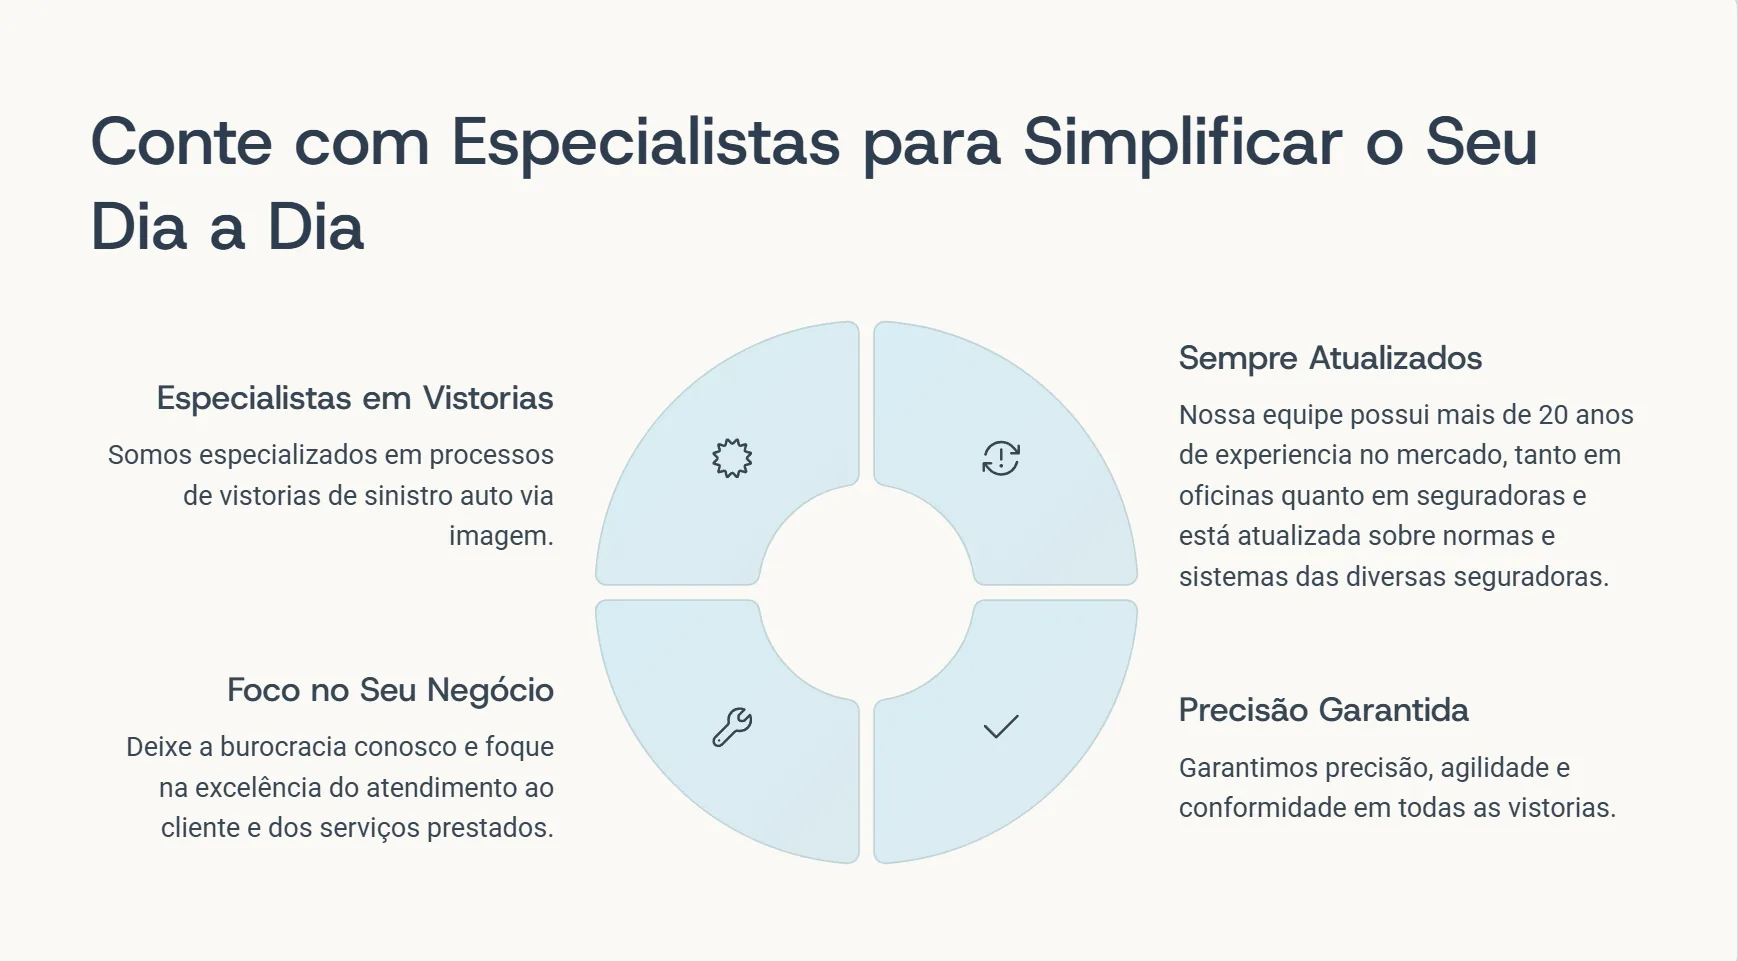 Conte com Especialistas para Simplificar o Seu
Dia a Dia
Especialistas em Vistorias
Somos especializados em processos
de vistorias de sinistro auto via
imagem.
Sempre Atualizados
Nossa equipe possui mais de 20 anos
de experiencia no mercado, tanto em
oficinas quanto em seguradoras e
está atualizada sobre normas e
sistemas das diversas seguradoras.
Foco no Seu Negócio
Deixe a burocracia conosco e foque
na excelência do atendimento ao
cliente e dos serviços prestados.
Precisão Garantida
Garantimos precisão, agilidade e
conformidade em todas as vistorias.